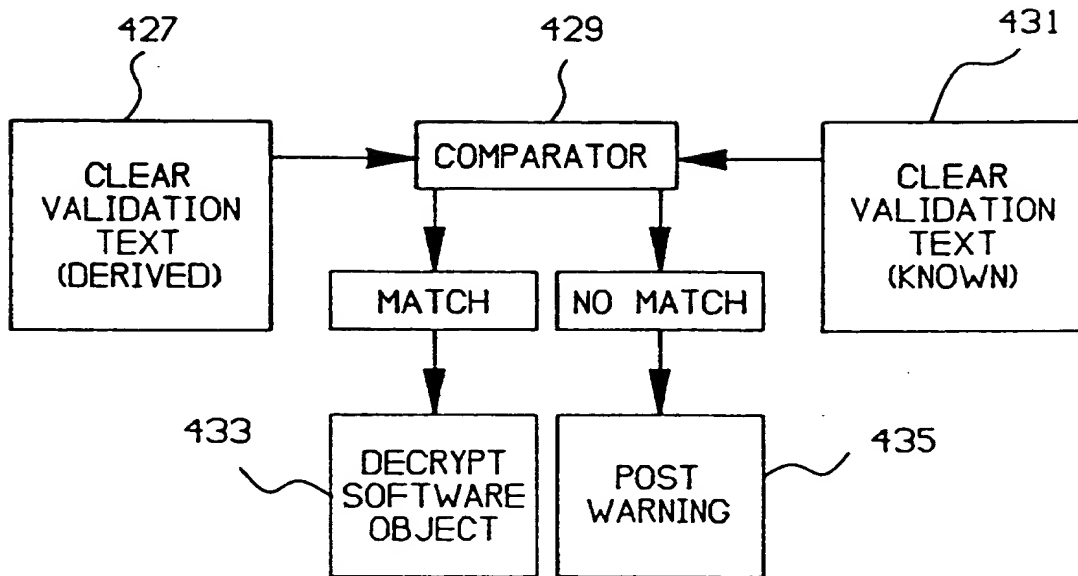 427
429
431
CLEAR
VALIDATION
TEXT
(DERIVED)
COMPARATOR
CLEAR
VALIDATION
TEXT
(KNOWN)
MATCH
NO MATCH
433
DECRYPT
SOFTWARE
OBJECT
POST
WARNING
435